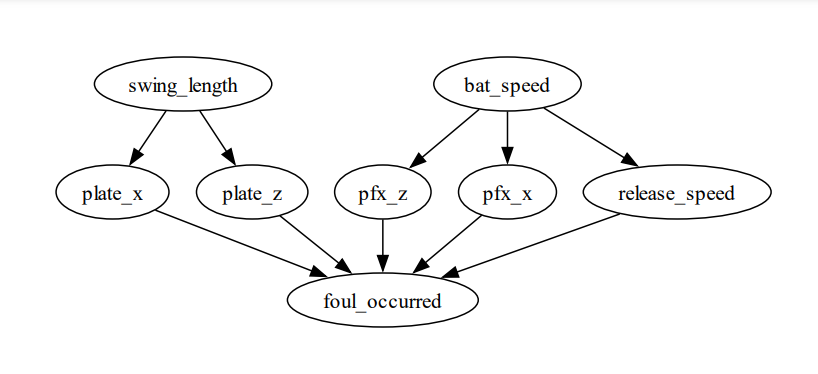 swing_length
bat_speed
plate_x
plate_z
pfx_z
pfx_x
release_speed
foul_occurred